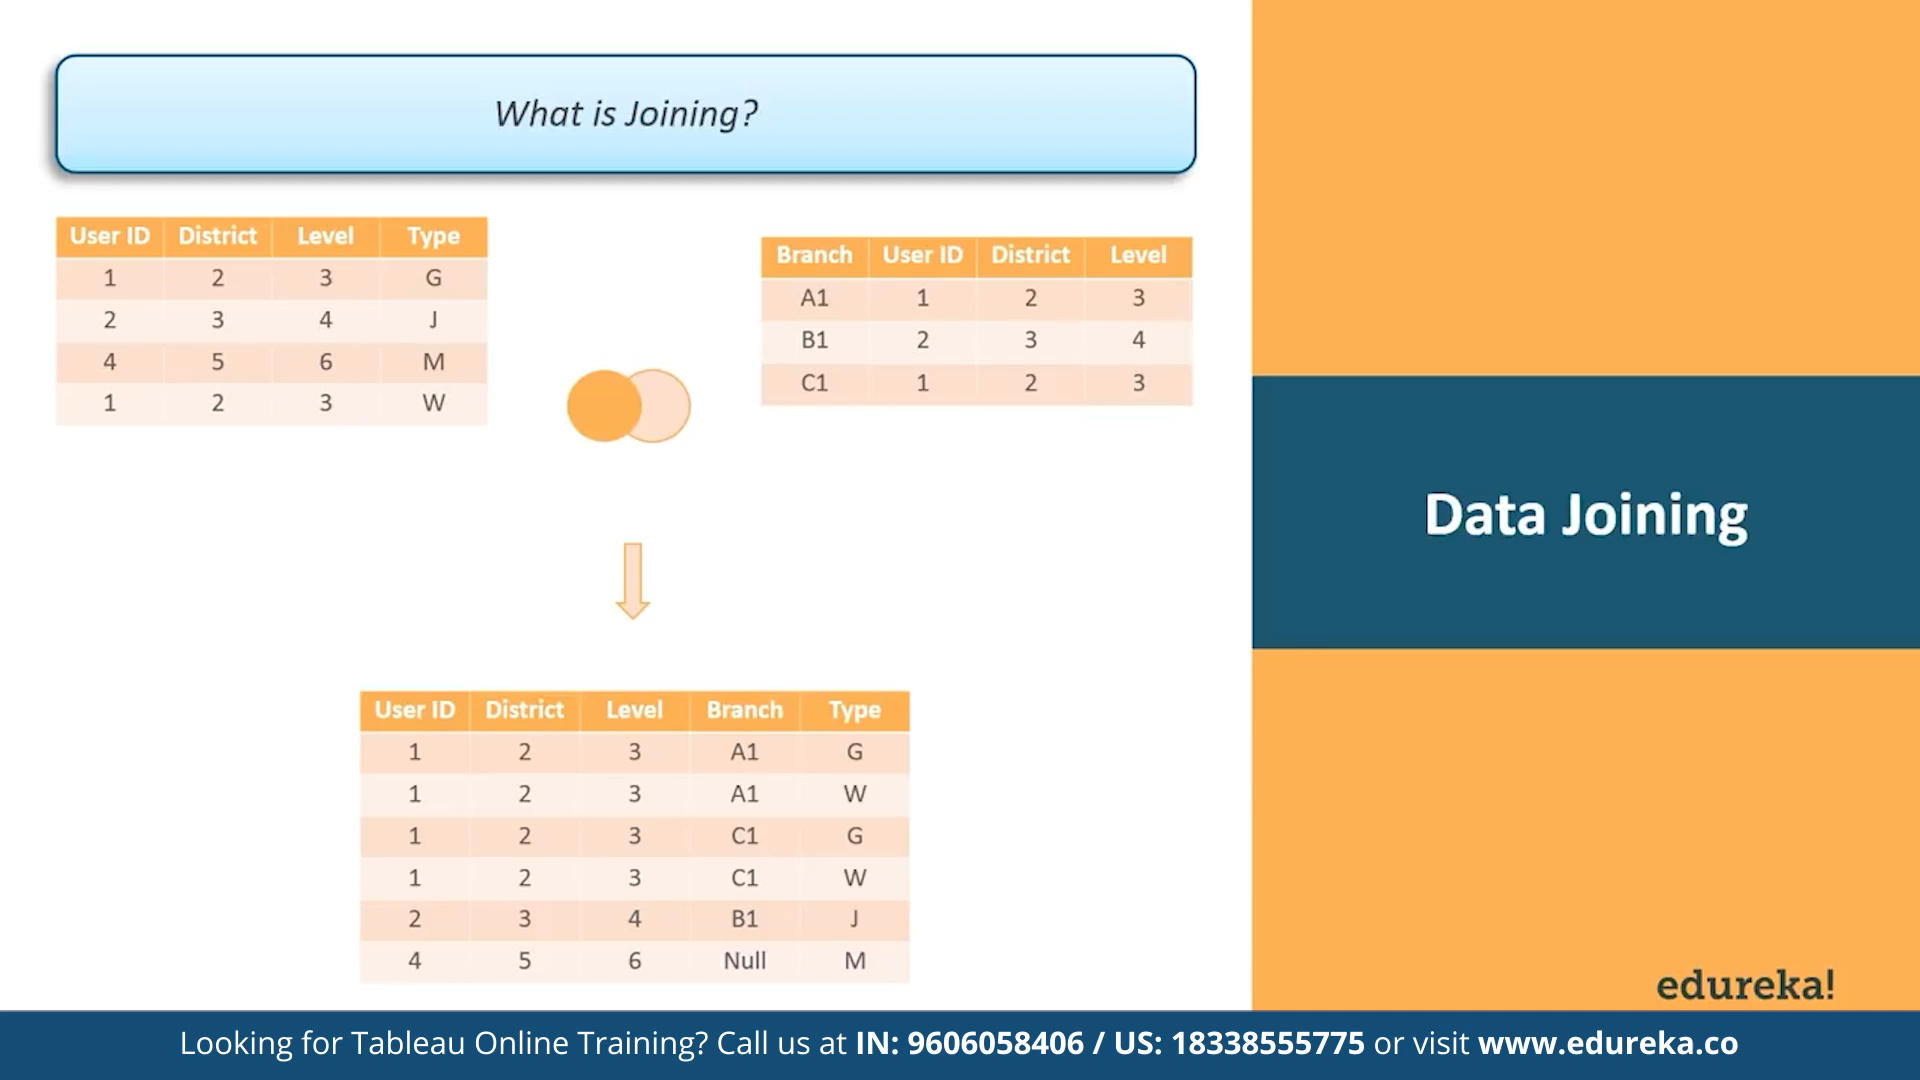 What is Joining?
User ID District Level Type
1 2 3 G
2 3 4 J
4 5 6 M
1 2 3 W
Branch User ID District Level
A1 1 2 3
B1 2 3 4
C1 1 2 3
User ID District Level Branch Type
1 2 3 A1 G
1 2 3 A1 W
1 2 3 C1 G
1 2 3 C1 W
2 3 4 B1 J
4 5 6 Null M
Data Joining
edureka!
Looking for Tableau Online Training? Call us at IN: 9606058406 / US: 18338555775 or visit www.edureka.co